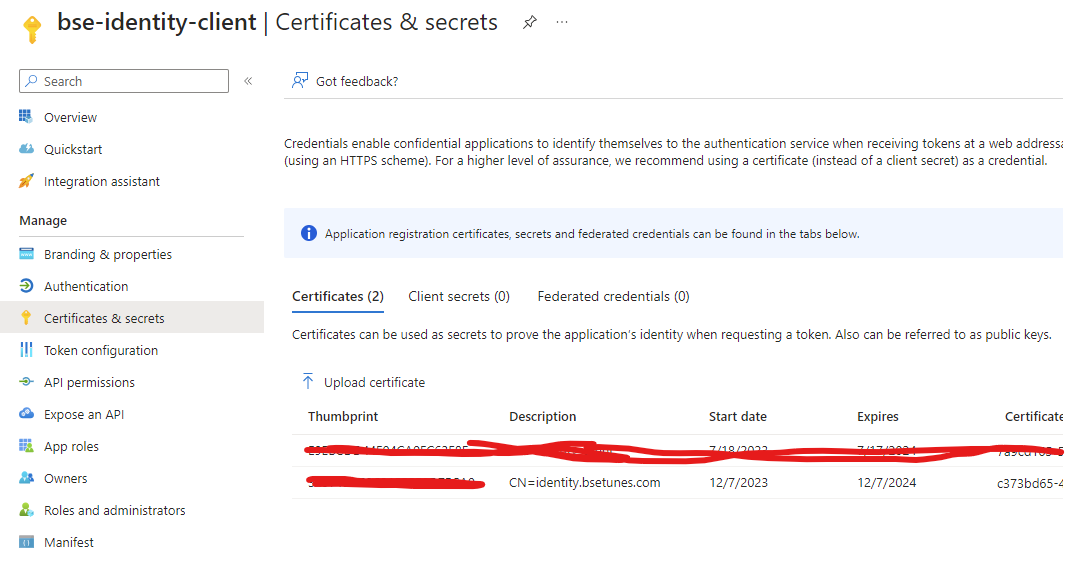 bse-identity-client | Certificates & secrets
Search
Got feedback?
Overview
Quickstart
Integration assistant
Manage
Branding & properties
Authentication
Certificates & secrets
Token configuration
API permissions
Expose an API
App roles
Owners
Roles and administrators
Manifest
Credentials enable confidential applications to identify themselves to the authentication service when receiving tokens at a web addressa
(using an HTTPS scheme). For a higher level of assurance, we recommend using a certificate (instead of a client secret) as a credential.
Application registration certificates, secrets and federated credentials can be found in the tabs below.
Certificates (2) Client secrets (0) Federated credentials (0)
Certificates can be used as secrets to prove the application's identity when requesting a token. Also can be referred to as public keys.
Upload certificate
Thumbprint Description Start date Expires Certificate
CN=identity.bsetunes.com 12/7/2023 12/7/2024 c373bd65-4